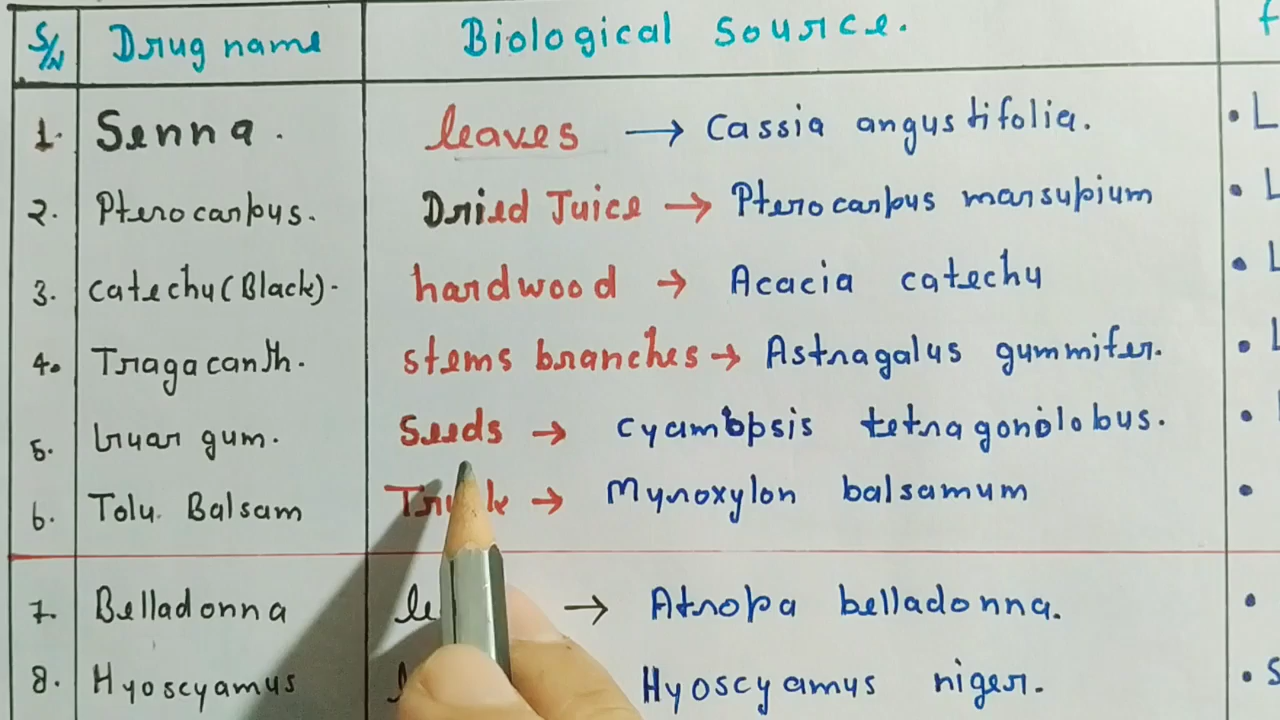 S/N Drug name Biological source. f
1. Senna. leaves → Cassia angustifolia. • L
2. Pterocarpus. Dried Juice → Pterocarpus marsupium • L
3. catechu (Black). hardwood → Acacia catechu • L
4. Tragacanth. stems branches → Astragalus gummifer. • L
5. Guar gum. Seeds → cyamopsis tetragonolobus. •
6. Tolu Balsam → Myroxylon balsamum •
7. Belladonna → Atropa belladonna. •
8. Hyoscyamus Hyoscyamus niger. • S